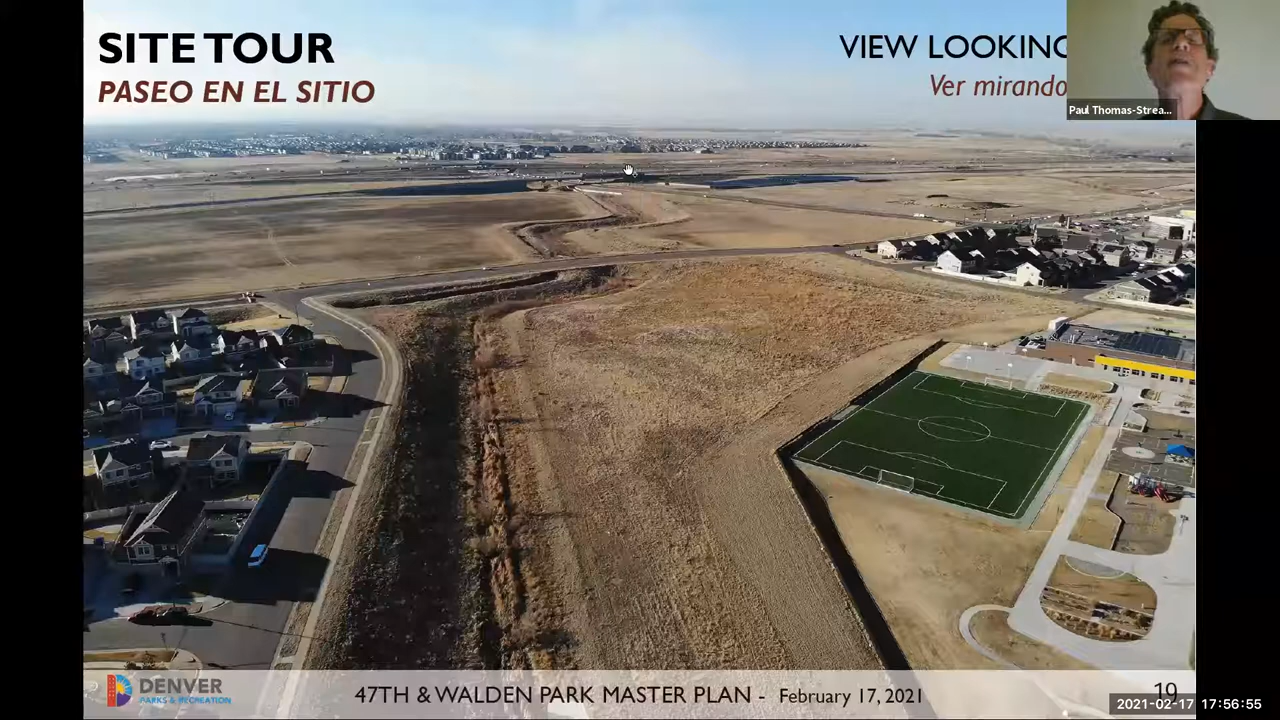 SITE TOUR
PASEO EN EL SITIO
VIEW LOOKING
Ver mirando
Paul Thomas-Strea...
DENVER
PARKS & RECREATION
47TH & WALDEN PARK MASTER PLAN - February 17, 2021
19
2021-02-17 17:56:55